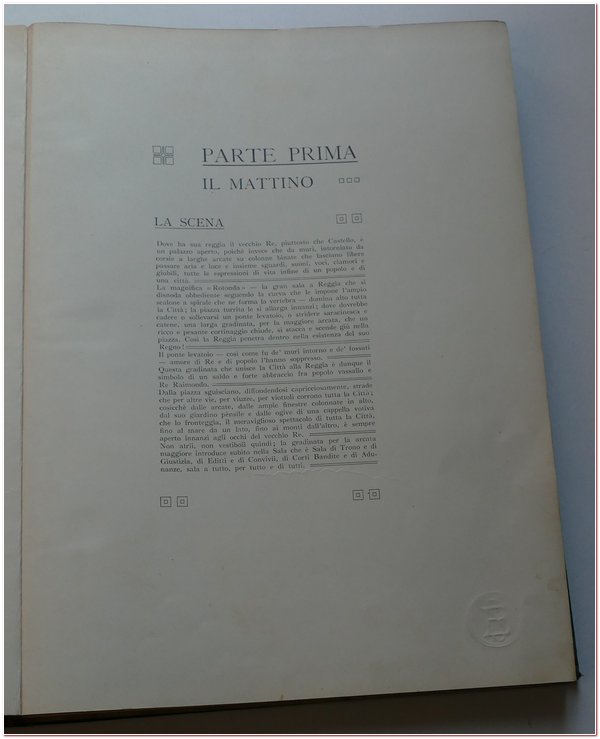 PARTE PRIMA
IL MATTINO
LA SCENA
Dove ha sua reggia il vecchio Re, piuttosto che Castello, è
un palazzo aperto, poichè invece che da muri, intorniato da
corsie a larghe arcate su colonne binate che lasciano libero
passare aria e luce e insieme sguardi, suoni, voci, clamori e
giubili, tutte le espressioni di vita infine di un popolo e di
una città.
La magnifica «Rotonda» — la gran sala a Reggia che si
disnoda obbediente seguendo la curva che le impone l'ampio
scalone a spirale che ne forma la vertebra — domina alto tutta
la Città; la piazza turrita le si allarga innanzi; dove dovrebbe
cadere e sollevarsi un ponte levatoio, o stridere saracinesca e
catene, una larga gradinata, per la maggiore arcata, che un
ricco e pesante cortinaggio chiude, si stacca e scende giù nella
piazza. Così la Reggia penetra dentro nella esistenza del suo
Regno!
Il ponte levatoio — così come fu de' muri intorno e de' fossati
— amore di Re e di popolo l'hanno soppresso.
Questa gradinata che unisce la Città alla Reggia è dunque il
simbolo di un saldo e forte abbraccio fra popolo vassallo e
Re Raimondo.
Dalla piazza sguisciano, diffondendosi capricciosamente, strade
che per altre vie, per viuzze, per viottoli corrono tutta la Città;
cosicchè dalle arcate, dalle ampie finestre colonnate in alto,
dal suo giardino pènsile e dalle ogive di una cappella votiva
che lo fronteggia, il meraviglioso spettacolo di tutta la Città,
fino al mare da un lato, fino ai monti dall'altro, è sempre
aperto innanzi agli occhi del vecchio Re.
Non atrii, non vestiboli quindi; la gradinata per la arcata
maggiore introduce subito nella Sala che è Sala di Trono e di
Giustizia, di Editti e di Convivii, di Corti Bandite e di Adu-
nanze, sala a tutto, per tutto e di tutti.